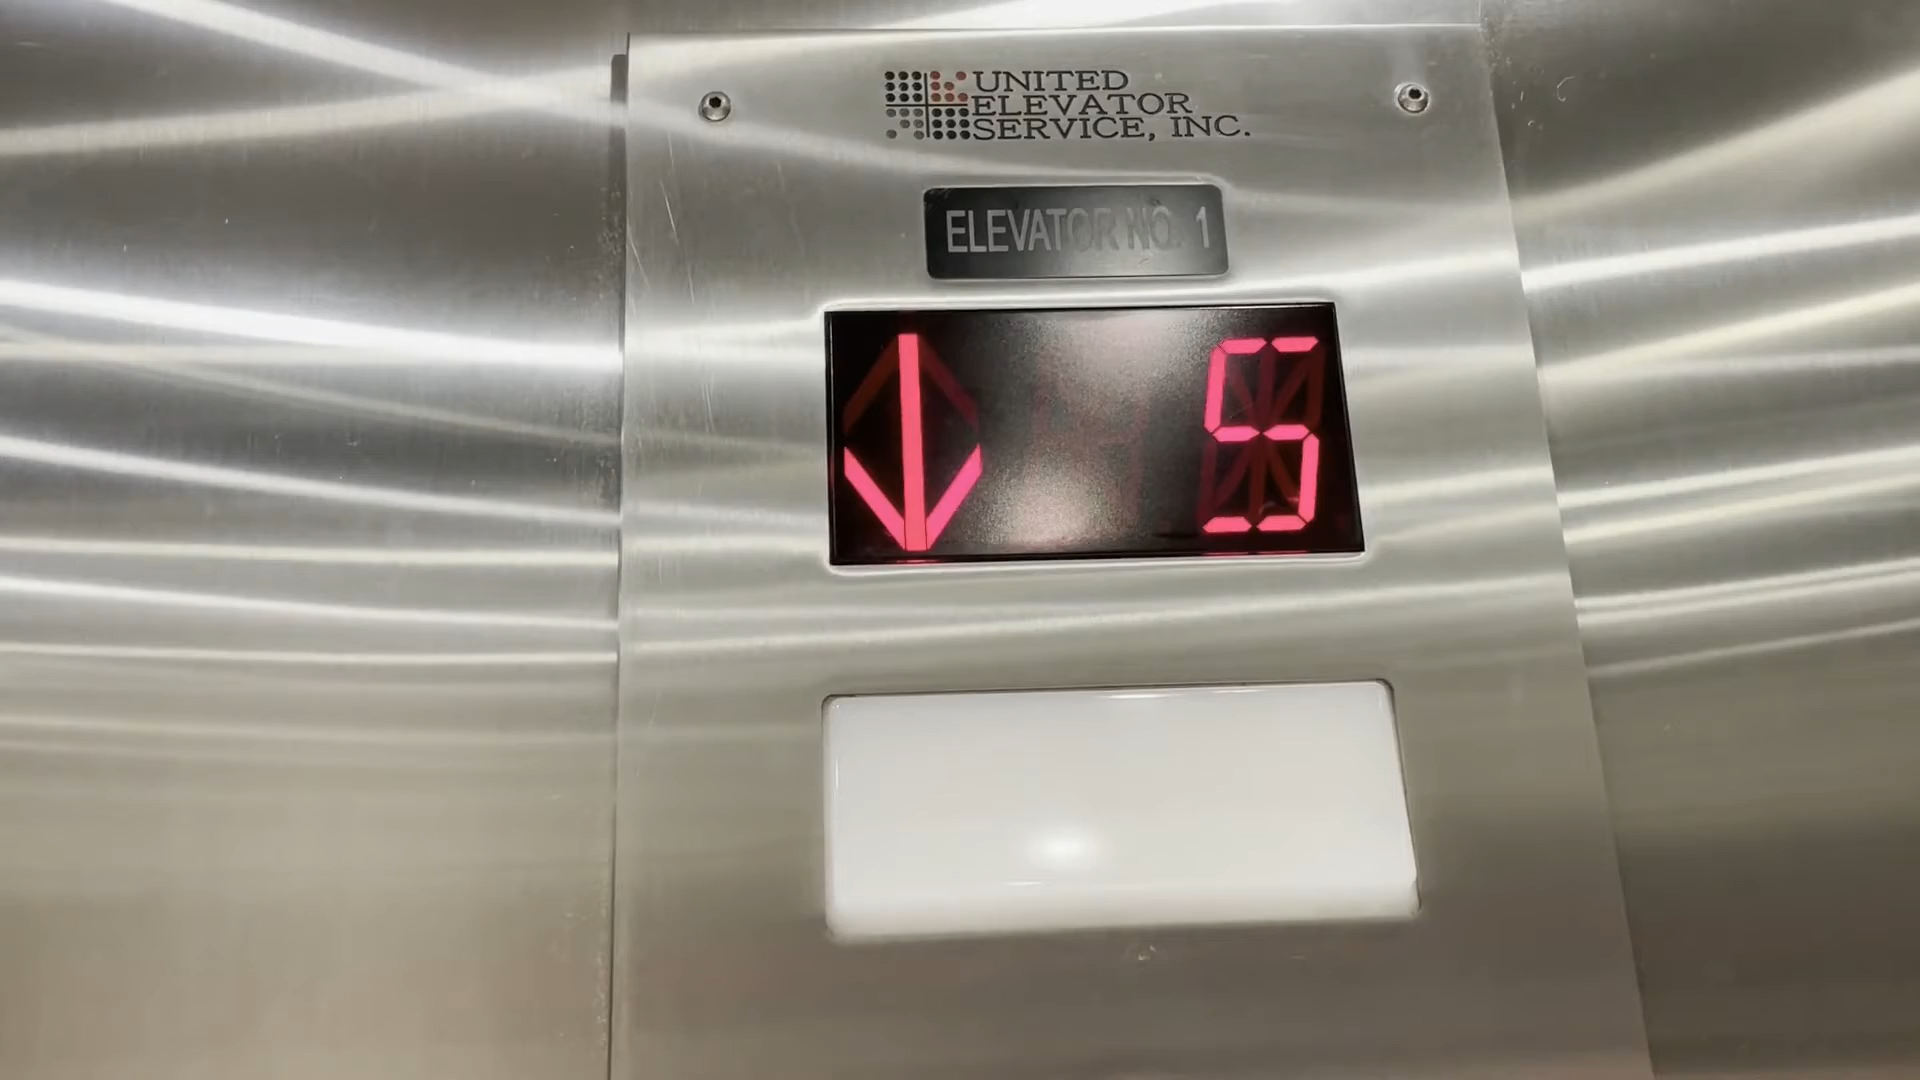 UNITED
ELEVATOR
SERVICE, INC.
ELEVATOR NO. 1
5